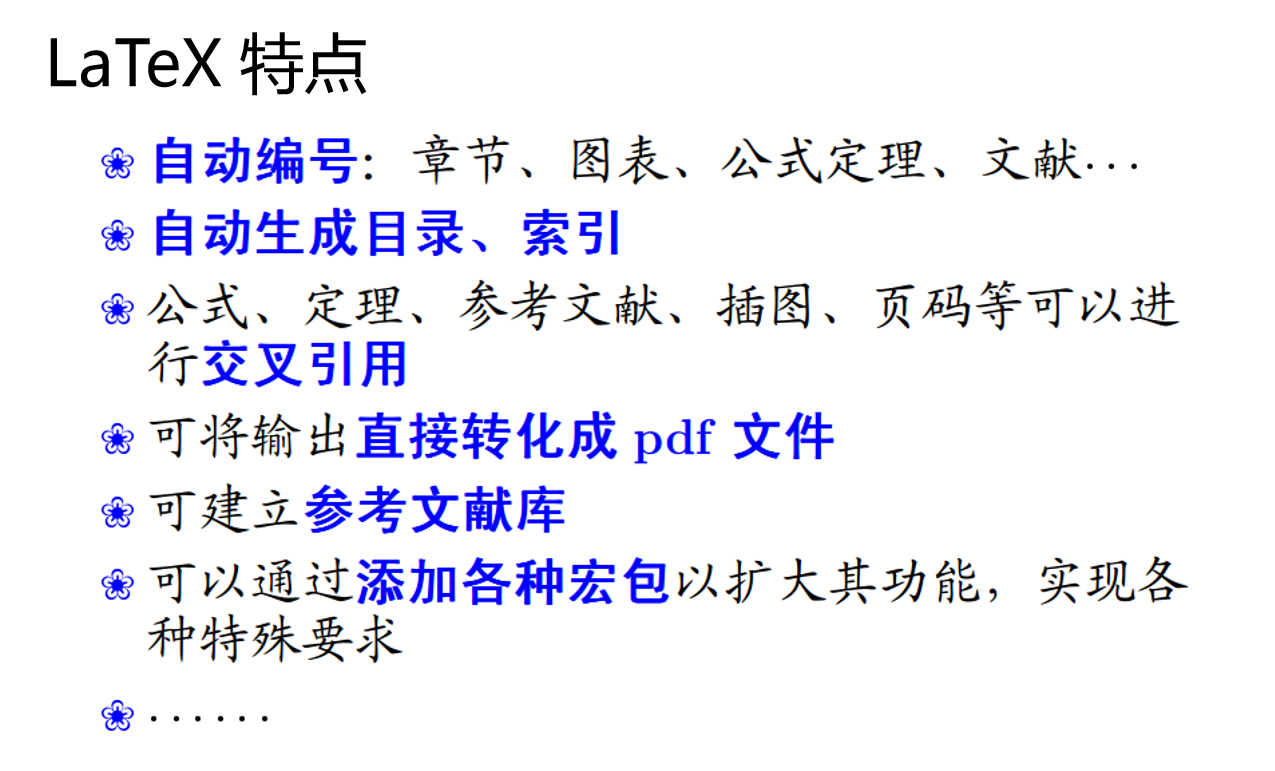 LaTeX 特点
自动编号：章节、图表、公式定理、文献···
自动生成目录、索引
公式、定理、参考文献、插图、页码等可以进
行交叉引用
可将输出直接转化成 pdf 文件
可建立参考文献库
可以通过添加各种宏包以扩大其功能，实现各
种特殊要求
······